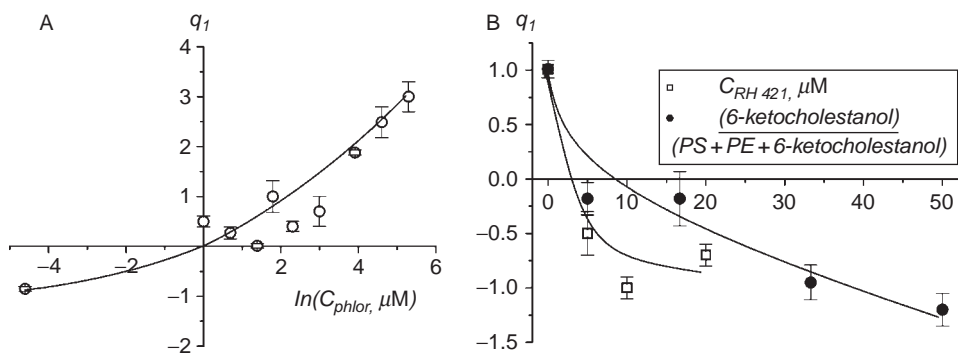 A
q1
4
3
2
1
−4
−2
2
4
6
−1
−2
ln(Cphlor, μM)
B
q1
1.0
0.5
0.0
−0.5
−1.0
−1.5
0
10
20
30
40
50
CRH 421, μM
(6-ketocholestanol)
(PS + PE + 6-ketocholestanol)